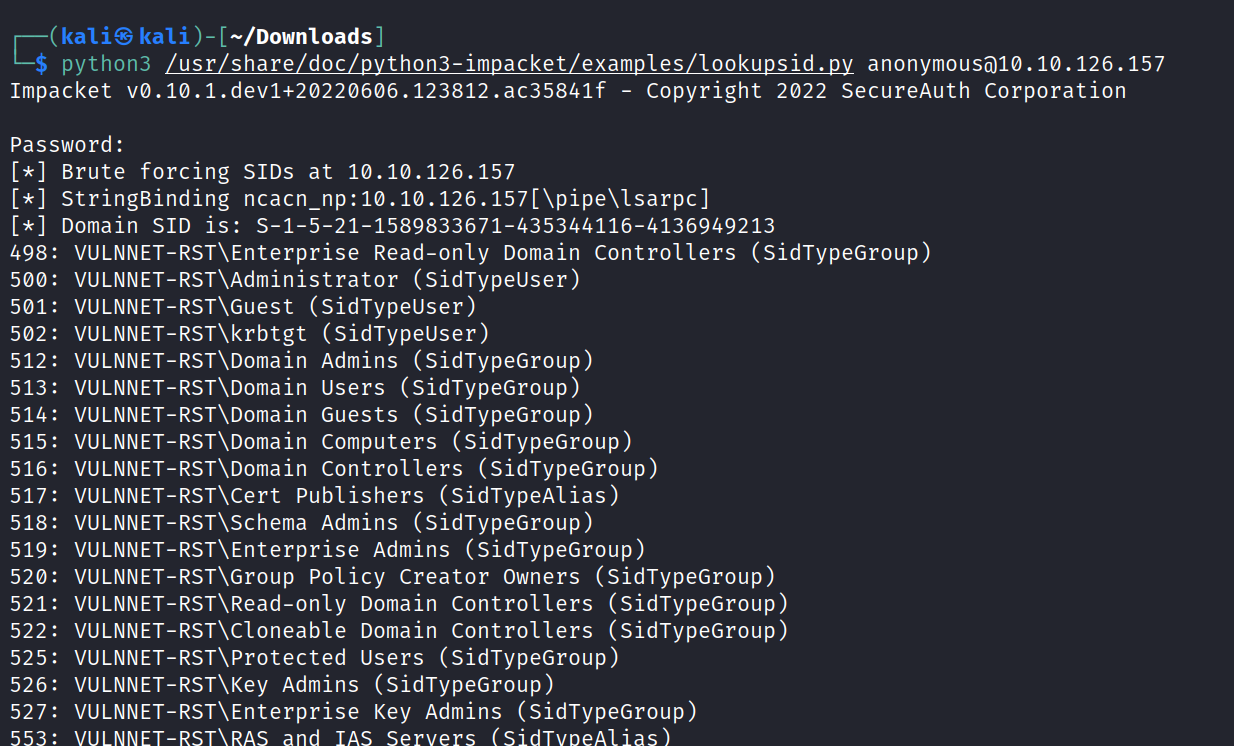 ┌──(kali㉿kali)-[~/Downloads]
└─$ python3 /usr/share/doc/python3-impacket/examples/lookupsid.py anonymous@10.10.126.157
Impacket v0.10.1.dev1+20220606.123812.ac35841f - Copyright 2022 SecureAuth Corporation
Password:
[*] Brute forcing SIDs at 10.10.126.157
[*] StringBinding ncacn_np:10.10.126.157[\pipe\lsarpc]
[*] Domain SID is: S-1-5-21-1589833671-435344116-4136949213
498: VULNNET-RST\Enterprise Read-only Domain Controllers (SidTypeGroup)
500: VULNNET-RST\Administrator (SidTypeUser)
501: VULNNET-RST\Guest (SidTypeUser)
502: VULNNET-RST\krbtgt (SidTypeUser)
512: VULNNET-RST\Domain Admins (SidTypeGroup)
513: VULNNET-RST\Domain Users (SidTypeGroup)
514: VULNNET-RST\Domain Guests (SidTypeGroup)
515: VULNNET-RST\Domain Computers (SidTypeGroup)
516: VULNNET-RST\Domain Controllers (SidTypeGroup)
517: VULNNET-RST\Cert Publishers (SidTypeAlias)
518: VULNNET-RST\Schema Admins (SidTypeGroup)
519: VULNNET-RST\Enterprise Admins (SidTypeGroup)
520: VULNNET-RST\Group Policy Creator Owners (SidTypeGroup)
521: VULNNET-RST\Read-only Domain Controllers (SidTypeGroup)
522: VULNNET-RST\Cloneable Domain Controllers (SidTypeGroup)
525: VULNNET-RST\Protected Users (SidTypeGroup)
526: VULNNET-RST\Key Admins (SidTypeGroup)
527: VULNNET-RST\Enterprise Key Admins (SidTypeGroup)
553: VULNNET-RST\RAS and IAS Servers (SidTypeAlias)